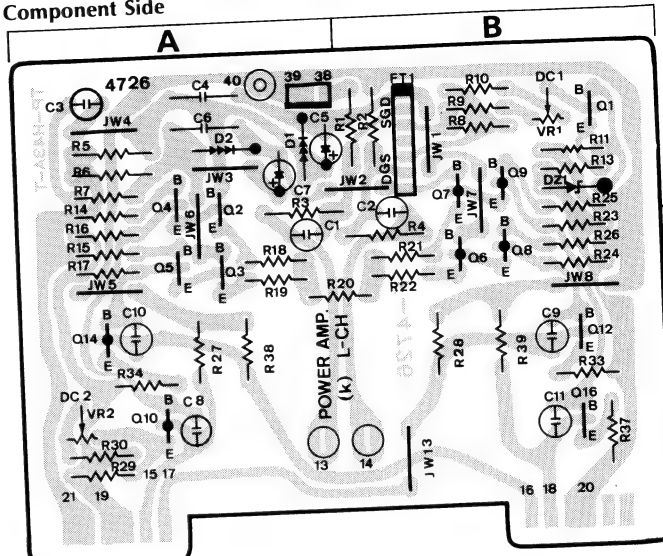 Component Side
A
B
4726
C3
C4
40
39
38
FT1
R10
DC1
B
Q1
E
JW4
C6
D2
D1
C5
R1
R2
SGD
JW1
R9
R8
VR1
R5
R11
R6
JW3
C7
JW2
DGS
B
Q7
E
B
Q9
E
R13
DZ1
R7
R14
R16
R15
R17
B
Q4
E
JW6
B
Q2
E
R3
C1
C2
R4
JW7
R25
R23
R26
R24
B
Q5
E
B
Q3
E
R18
R19
R21
R22
B
Q6
E
B
Q8
E
JW5
R20
JW8
B
Q14
E
C10
R27
R38
POWER AMP.
(k) L-CH
-4726
R28
R39
C9
B
Q12
E
R34
R33
DC2
VR2
B
Q10
E
C8
C11
Q16
B
E
R37
R30
R29
13
14
JW13
21
19
15
17
16
18
20